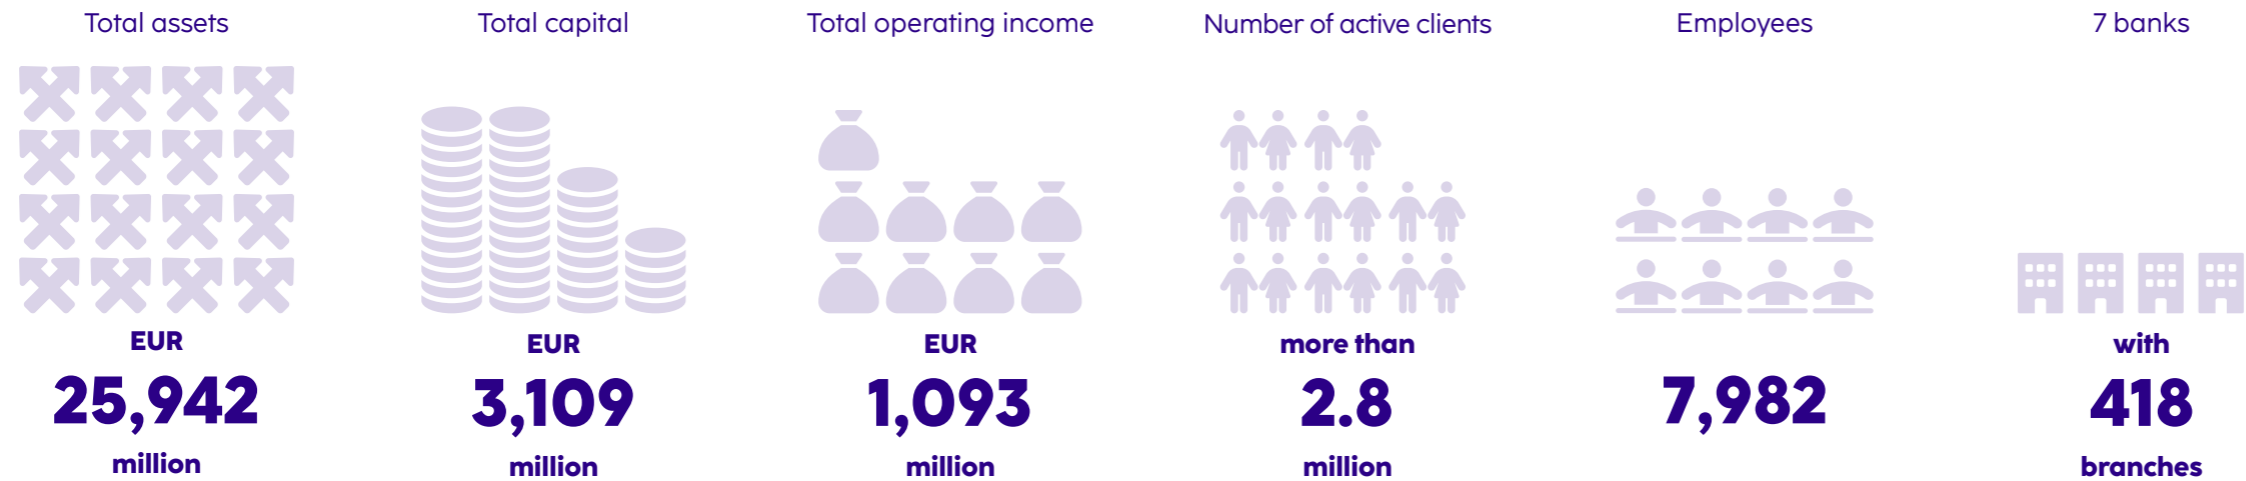 Total assets
EUR
25,942
million
Total capital
EUR
3,109
million
Total operating income
EUR
1,093
million
Number of active clients
more than
2.8
million
Employees
7,982
7 banks
with
418
branches